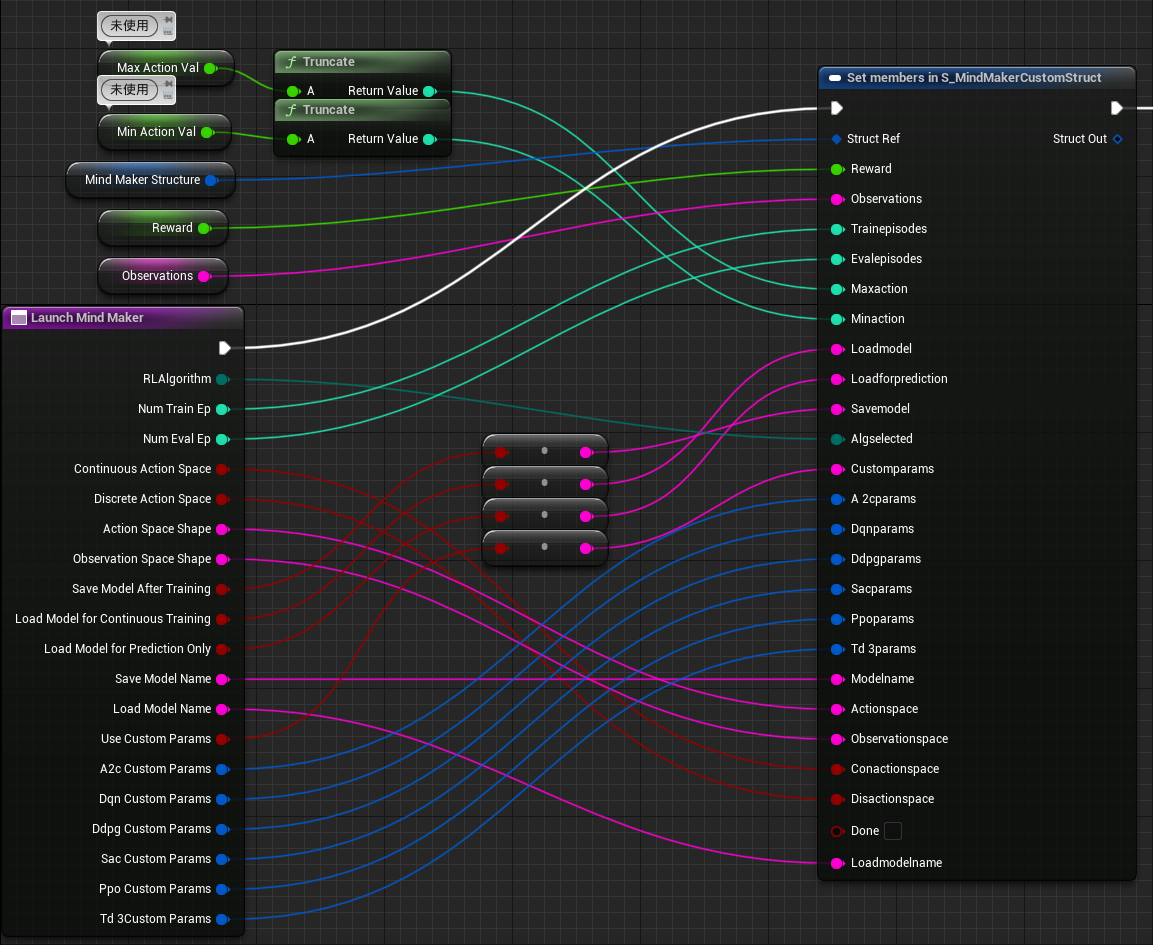 未使用
Max Action Val
Truncate
A Return Value
未使用
Min Action Val
Truncate
A Return Value
Mind Maker Structure
Reward
Observations
Launch Mind Maker
RLAlgorithm
Num Train Ep
Num Eval Ep
Continuous Action Space
Discrete Action Space
Action Space Shape
Observation Space Shape
Save Model After Training
Load Model for Continuous Training
Load Model for Prediction Only
Save Model Name
Load Model Name
Use Custom Params
A2c Custom Params
Dqn Custom Params
Ddpg Custom Params
Sac Custom Params
Ppo Custom Params
Td 3Custom Params
Set members in S_MindMakerCustomStruct
Struct Ref Struct Out
Reward
Observations
Trainepisodes
Evalepisodes
Maxaction
Minaction
Loadmodel
Loadforprediction
Savemodel
Algselected
Customparams
A 2cparams
Dqnparams
Ddpgparams
Sacparams
Ppoparams
Td 3params
Modelname
Actionspace
Observationspace
Conactionspace
Disactionspace
Done
Loadmodelname